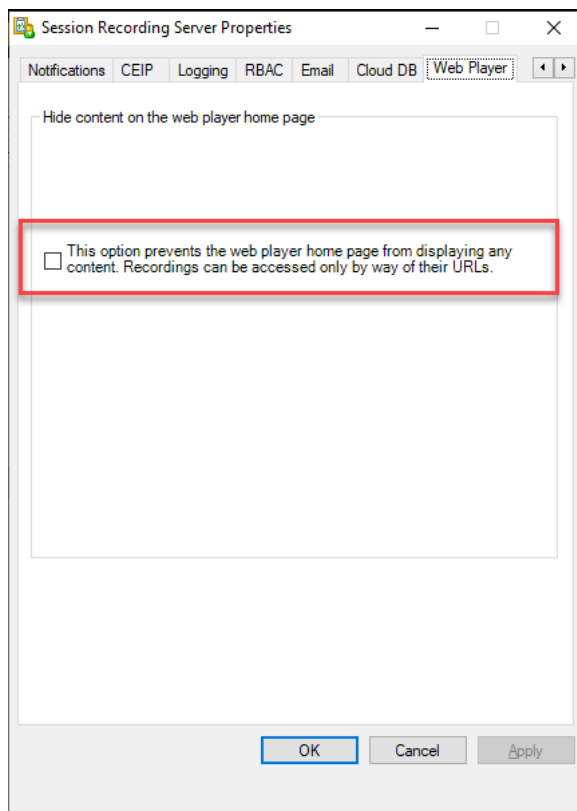 Session Recording Server Properties
Notifications CEIP Logging RBAC Email Cloud DB Web Player
Hide content on the web player home page
This option prevents the web player home page from displaying any
content. Recordings can be accessed only by way of their URLs.
OK Cancel Apply